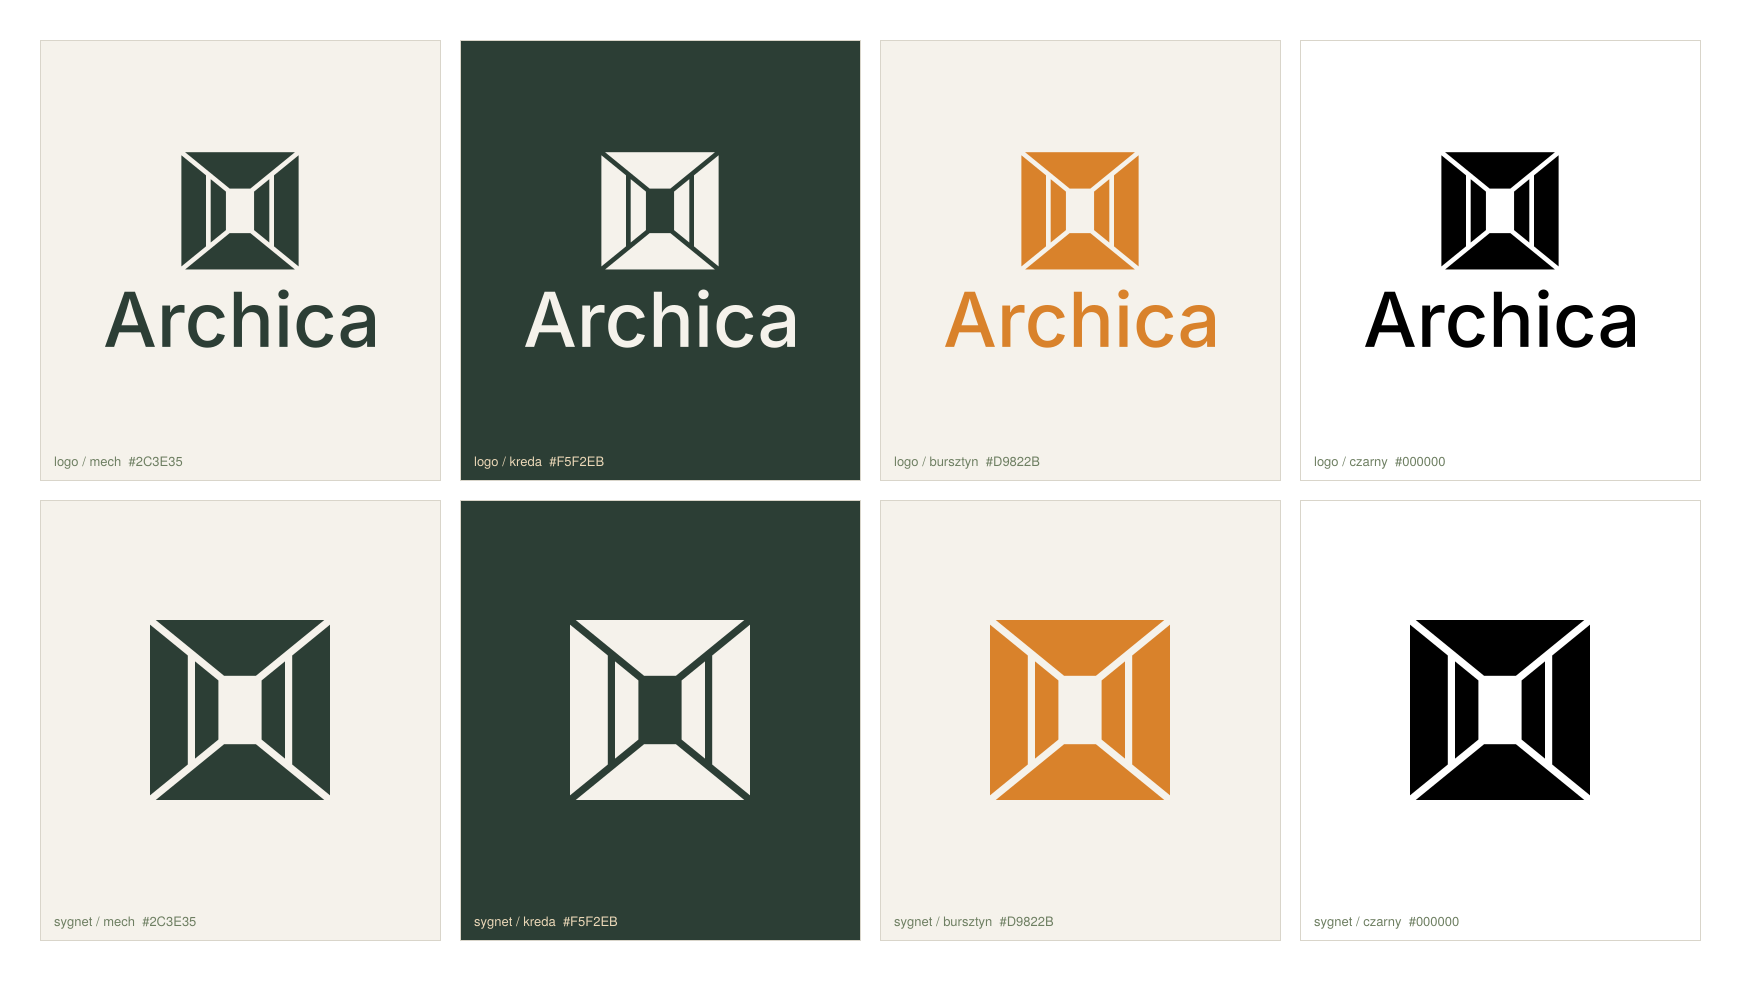 Archica
Archica
Archica
Archica
logo / mech #2C3E35
logo / kreda #F5F2EB
logo / bursztyn #D9822B
logo / czarny #000000
sygnet / mech #2C3E35
sygnet / kreda #F5F2EB
sygnet / bursztyn #D9822B
sygnet / czarny #000000